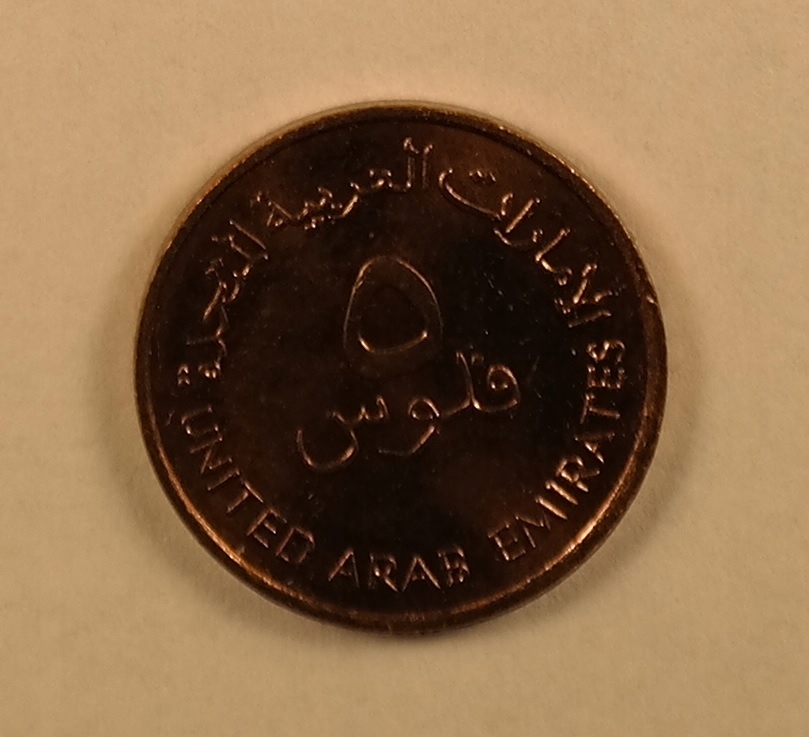 الإمارات العربية المتحدة
٥
فلوس
UNITED ARAB EMIRATES